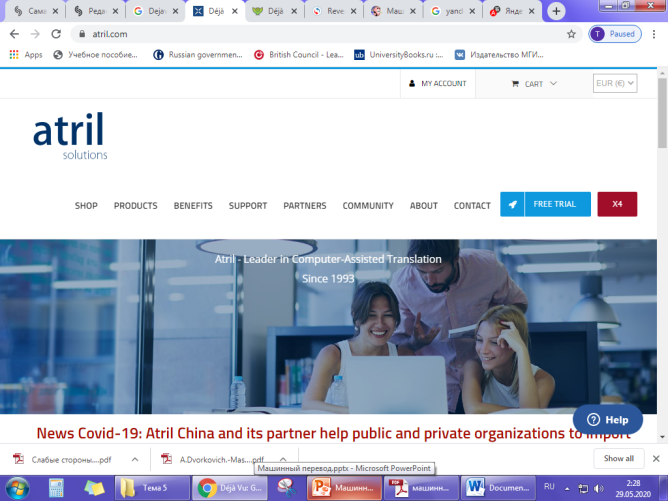 Сама
Реда
Deja
Déjà
Déjà
Reve
Маш
yand
Янде
atril.com
Paused
Apps
Учебное пособие...
Russian governmen...
British Council - Lea...
UniversityBooks.ru :...
Издательство МГИ...
MY ACCOUNT
CART
EUR (€)
atril
solutions
SHOP PRODUCTS BENEFITS SUPPORT PARTNERS COMMUNITY ABOUT CONTACT FREE TRIAL X4
Atril - Leader in Computer-Assisted Translation
Since 1993
Help
News Covid-19: Atril China and its partner help public and private organizations to import
Слабые стороны....pdf
A.Dvorkovich.-Mas....pdf
Show all
Машинный перевод.pptx - Microsoft PowerPoint
Тема 5
Déjà Vu: G...
Машинн...
машинн...
Documen...
RU
2:28
29.05.2020